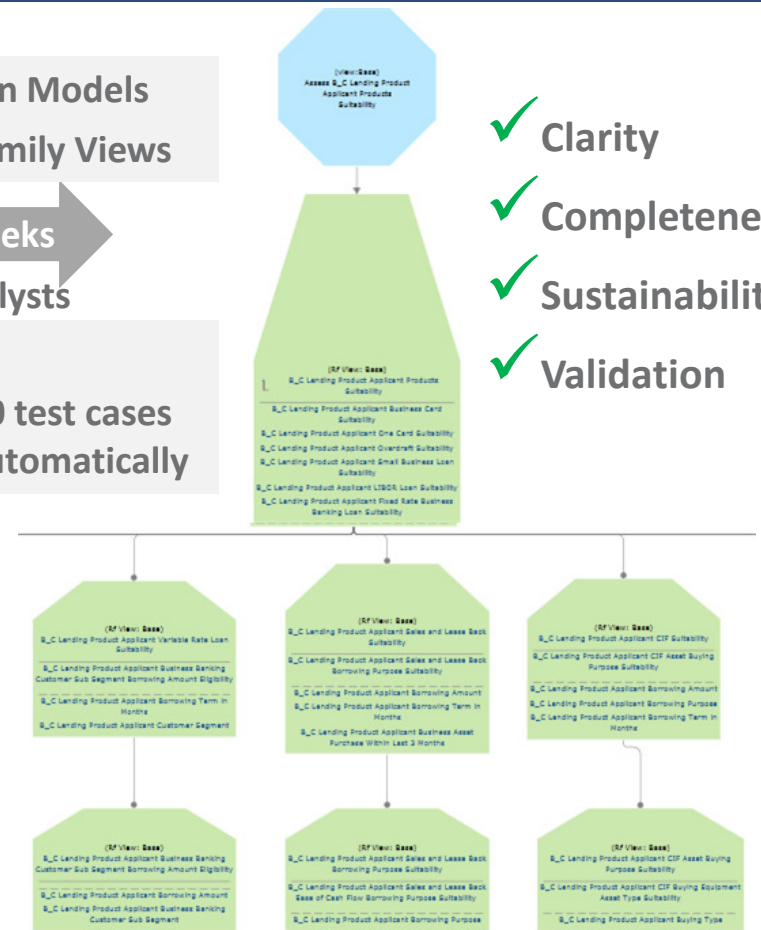 n Models
mily Views
eks
lysts
0 test cases
utomatically
(View:Base)
Assess B_C Lending Product
Applicant Products
Suitability
Clarity
Completene
Sustainabilit
Validation
(Rf View: Base)
B_C Lending Product Applicant Products
Suitability
B_C Lending Product Applicant Business Card
Suitability
B_C Lending Product Applicant One Card Suitability
B_C Lending Product Applicant Overdraft Suitability
B_C Lending Product Applicant Small Business Loan
Suitability
B_C Lending Product Applicant LIBOR Loan Suitability
B_C Lending Product Applicant Fixed Rate Business
Banking Loan Suitability
(Rf View: Base)
B_C Lending Product Applicant Variable Rate Loan
Suitability
B_C Lending Product Applicant Business Banking
Customer Sub Segment Borrowing Amount Eligibility
B_C Lending Product Applicant Borrowing Term in
Months
B_C Lending Product Applicant Customer Segment
(Rf View: Base)
B_C Lending Product Applicant Sales and Lease Back
Suitability
B_C Lending Product Applicant Sales and Lease Back
Borrowing Purpose Suitability
B_C Lending Product Applicant Borrowing Amount
B_C Lending Product Applicant Borrowing Term in
Months
B_C Lending Product Applicant Business Asset
Purchase Within Last 3 Months
(Rf View: Base)
B_C Lending Product Applicant CIF Suitability
B_C Lending Product Applicant CIF Asset Buying
Purpose Suitability
B_C Lending Product Applicant Borrowing Amount
B_C Lending Product Applicant Borrowing Purpose
B_C Lending Product Applicant Borrowing Term in
Months
(Rf View: Base)
B_C Lending Product Applicant Business Banking
Customer Sub Segment Borrowing Amount Eligibility
B_C Lending Product Applicant Borrowing Amount
B_C Lending Product Applicant Business Banking
Customer Sub Segment
(Rf View: Base)
B_C Lending Product Applicant Sales and Lease Back
Borrowing Purpose Suitability
B_C Lending Product Applicant Sales and Lease Back
Ease of Cash Flow Borrowing Purpose Suitability
B_C Lending Product Applicant Borrowing Purpose
(Rf View: Base)
B_C Lending Product Applicant CIF Asset Buying
Purpose Suitability
B_C Lending Product Applicant CIF Buying Equipment
Asset Type Suitability
B_C Lending Product Applicant Buying Type